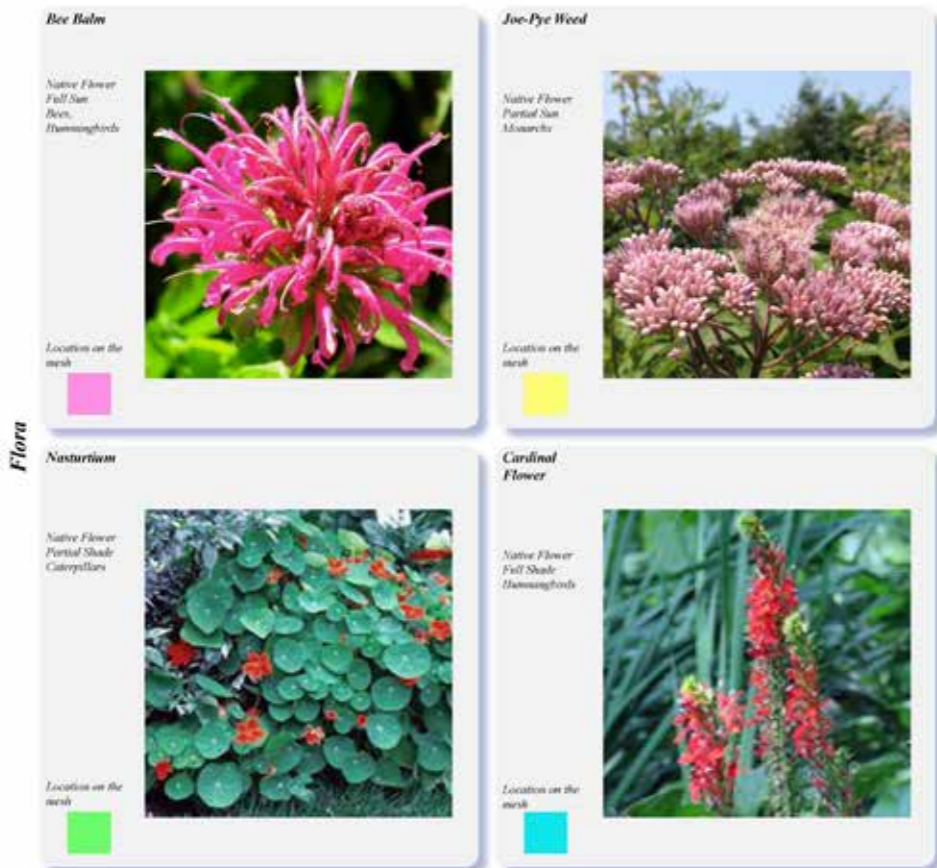 Flora
Bee Balm
Native Flower
Full Sun
Bees,
Hummingbirds
Location on the
mesh
Joe-Pye Weed
Native Flower
Partial Sun
Monarchs
Location on the
mesh
Nasturtium
Native Flower
Partial Shade
Caterpillars
Location on the
mesh
Cardinal
Flower
Native Flower
Full Shade
Hummingbirds
Location on the
mesh